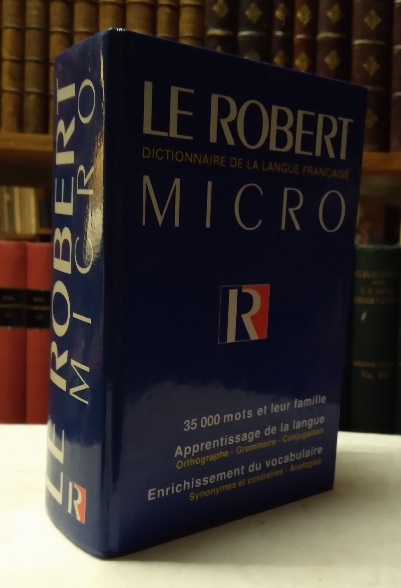 LE ROBERT
DICTIONNAIRE DE LA LANGUE FRANÇAISE
MICRO
R
35 000 mots et leur famille
Apprentissage de la langue
Orthographe - Grammaire - Conjugaison
Enrichissement du vocabulaire
Synonymes et contraires - Analogies
LE ROBERT
MICRO
R